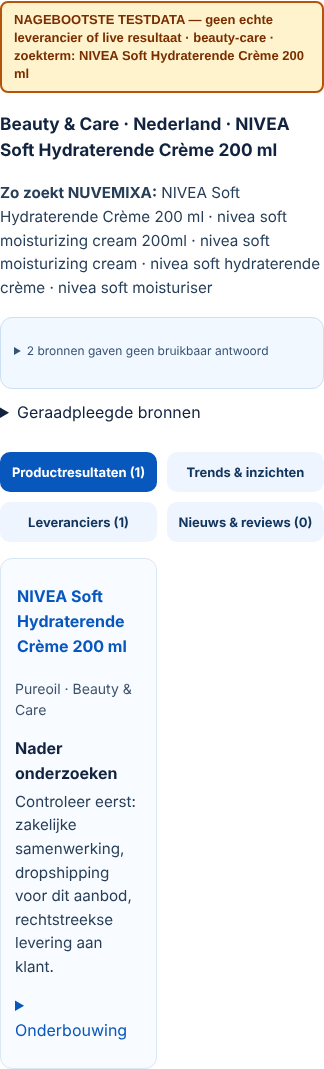 NAGEBOOTSTE TESTDATA — geen echte
leverancier of live resultaat · beauty-care ·
zoekterm: NIVEA Soft Hydraterende Crème 200
ml
Beauty & Care · Nederland · NIVEA
Soft Hydraterende Crème 200 ml
Zo zoekt NUVEMIXA: NIVEA Soft
Hydraterende Crème 200 ml · nivea soft
moisturizing cream 200ml · nivea soft
moisturizing cream · nivea soft hydraterende
crème · nivea soft moisturiser
2 bronnen gaven geen bruikbaar antwoord
Geraadpleegde bronnen
Productresultaten (1)
Trends & inzichten
Leveranciers (1)
Nieuws & reviews (0)
NIVEA Soft
Hydraterende
Crème 200 ml
Pureoil · Beauty &
Care
Nader
onderzoeken
Controleer eerst:
zakelijke
samenwerking,
dropshipping
voor dit aanbod,
rechtstreekse
levering aan
klant.
Onderbouwing